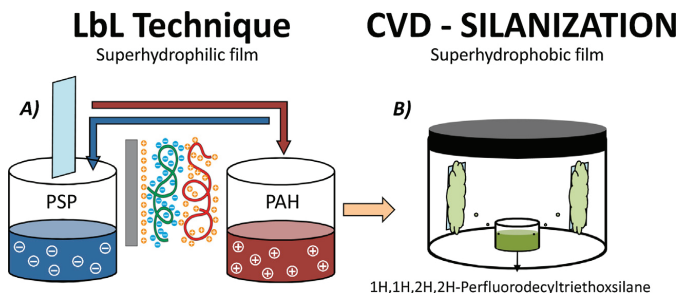 LbL Technique
Superhydrophilic film
CVD - SILANIZATION
Superhydrophobic film
A)
PSP
PAH
B)
1H,1H,2H,2H-Perfluorodecyltriethoxsilane